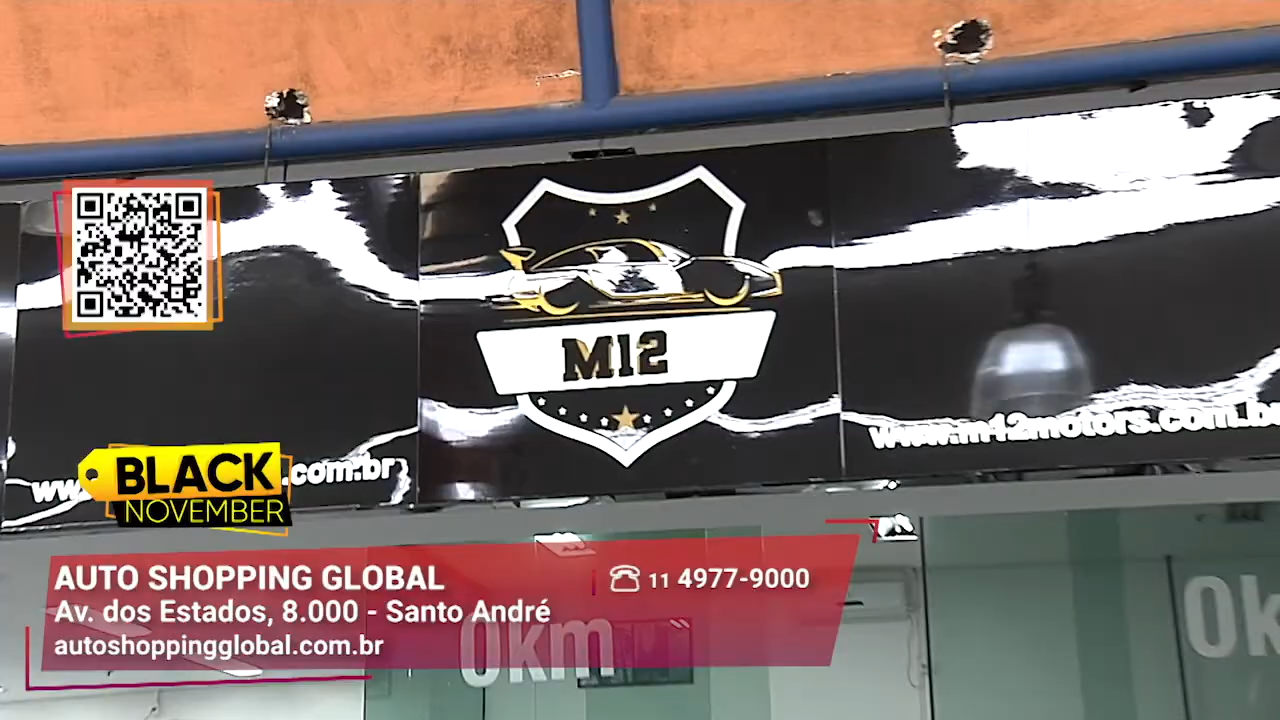 M12
www.m12motors.com.b
ww
.com.br
BLACK
NOVEMBER
AUTO SHOPPING GLOBAL
11 4977-9000
Av. dos Estados, 8.000 - Santo André
autoshoppingglobal.com.br
0km
0k